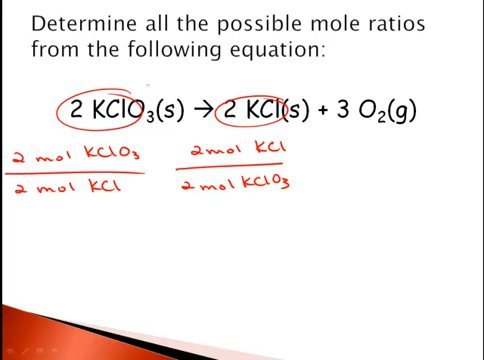 Determine all the possible mole ratios
from the following equation:
2 KClO₃(s) → 2 KCl(s) + 3 O₂(g)
2 mol KClO₃ 2 mol KCl
2 mol KCl 2 mol KClO₃